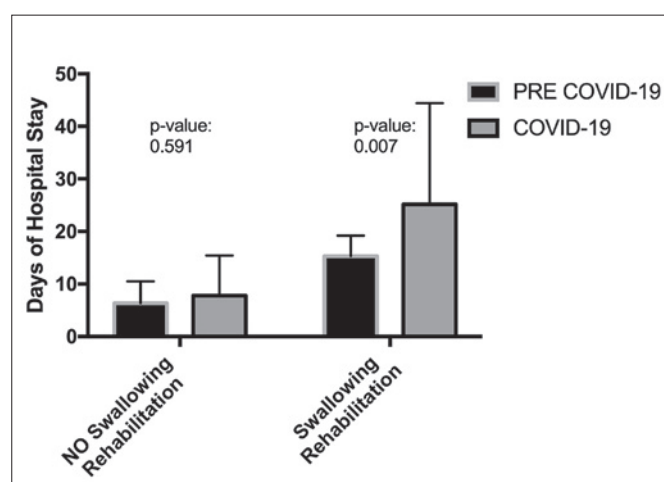 50
40
30
20
10
0
Days of Hospital Stay
p-value:
0.591
p-value:
0.007
PRE COVID-19
COVID-19
NO Swallowing
Rehabilitation
Swallowing
Rehabilitation